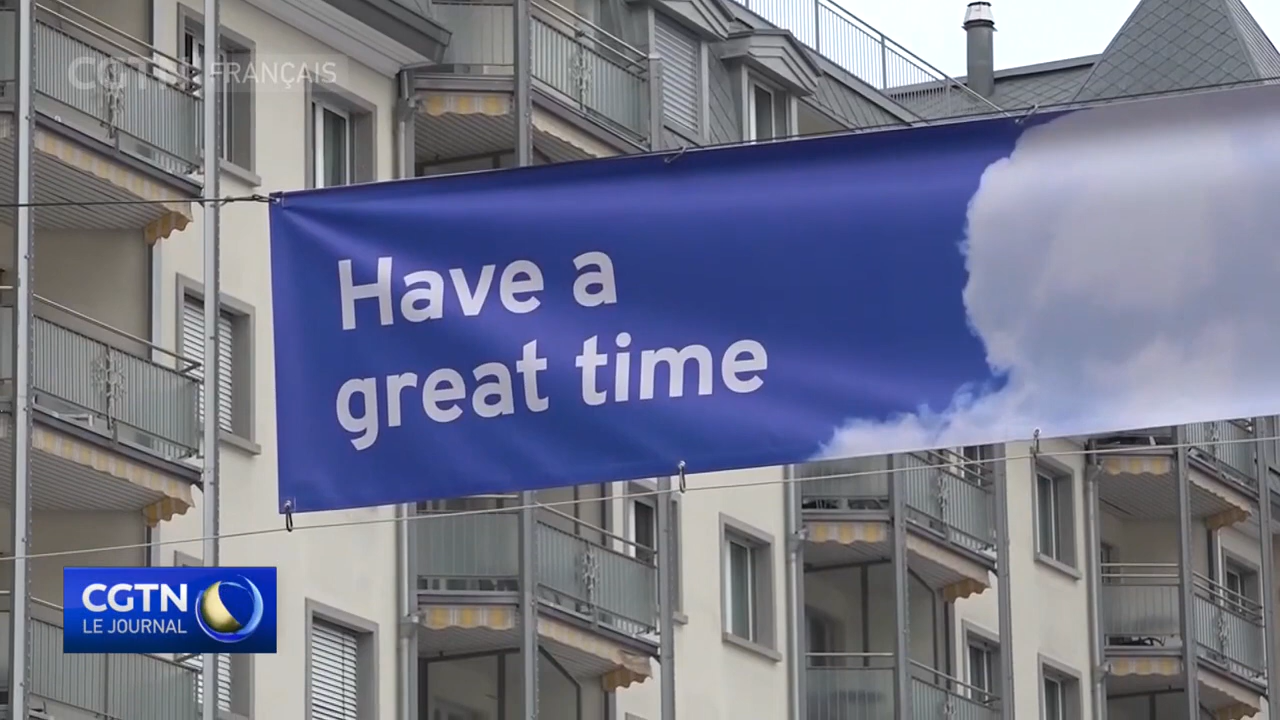 CGTN FRANÇAIS
Have a
great time
CGTN
LE JOURNAL